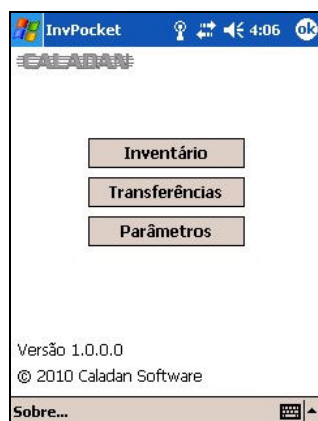 InvPocket 4:06 ok
CALADAN
Inventário
Transferências
Parâmetros
Versão 1.0.0.0
© 2010 Caladan Software
Sobre...